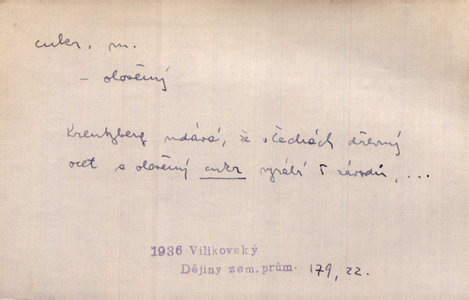 cukr, m.
– olověný
Kreutzberg udává, že v Čechách dřevný
ocet a olověný cukr vyrábí 5 závodů, ...
1936 Vilikovský
Dějiny zem. prům. 179, 22.